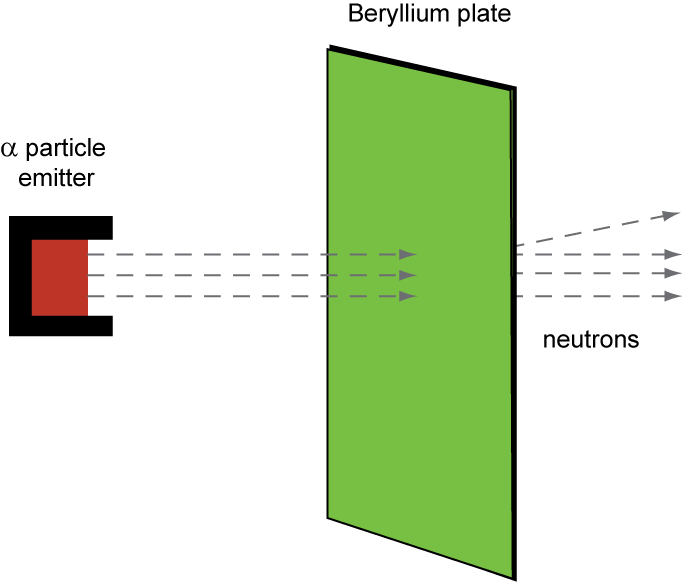 Beryllium plate
α particle
emitter
neutrons